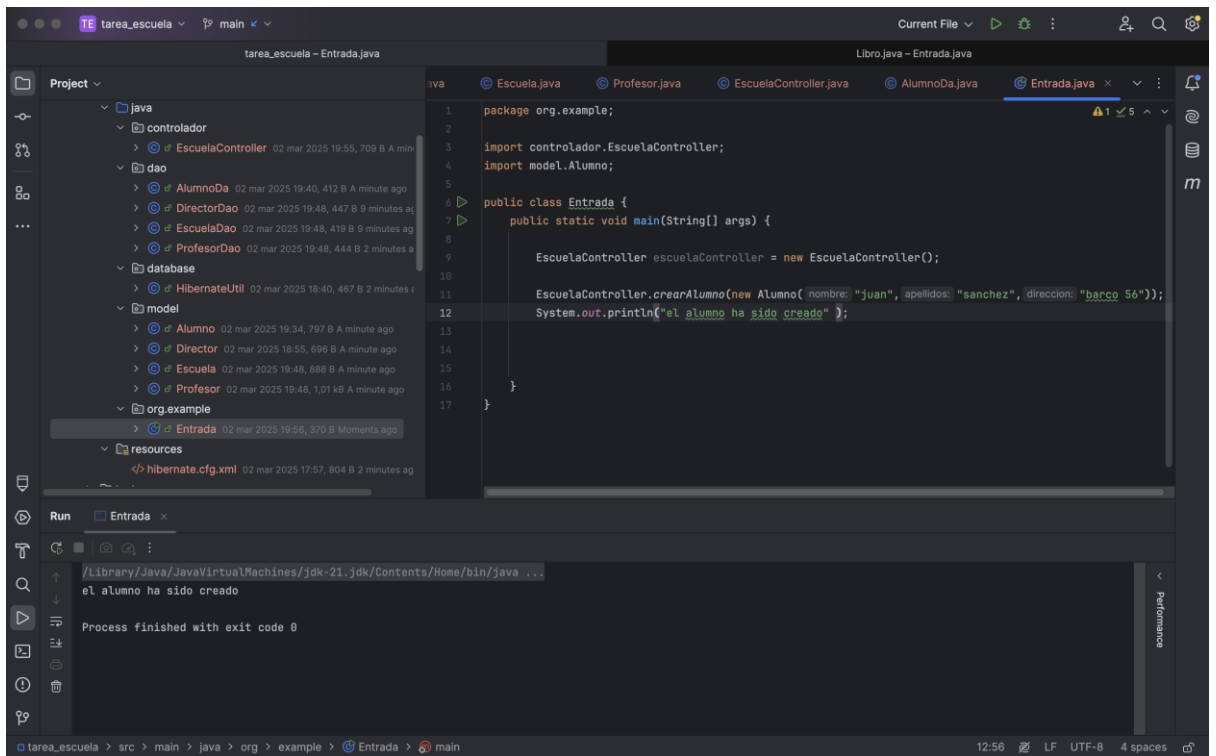 TE tarea_escuela main Current File
tarea_escuela – Entrada.java Libro.java – Entrada.java
Project
ava Escuela.java Profesor.java EscuelaController.java AlumnoDa.java Entrada.java
java
controlador
EscuelaController 02 mar 2025 19:55, 709 B A min
dao
AlumnoDa 02 mar 2025 19:40, 412 B A minute ago
DirectorDao 02 mar 2025 19:48, 447 B 9 minutes ag
EscuelaDao 02 mar 2025 19:48, 419 B 9 minutes ag
ProfesorDao 02 mar 2025 19:48, 444 B 2 minutes a
database
HibernateUtil 02 mar 2025 18:40, 467 B 2 minutes
model
Alumno 02 mar 2025 19:34, 797 B A minute ago
Director 02 mar 2025 18:55, 696 B A minute ago
Escuela 02 mar 2025 19:48, 888 B A minute ago
Profesor 02 mar 2025 19:48, 1,01 kB A minute ago
org.example
Entrada 02 mar 2025 19:56, 370 B Moments ago
resources
hibernate.cfg.xml 02 mar 2025 17:57, 804 B 2 minutes ag
1 package org.example; 1 5
2
3 import controlador.EscuelaController;
4 import model.Alumno;
5
6 public class Entrada {
7 public static void main(String[] args) {
8
9 EscuelaController escuelaController = new EscuelaController();
10
11 EscuelaController.crearAlumno(new Alumno( nombre: "juan", apellidos: "sanchez", direccion: "barco 56"));
12 System.out.println("el alumno ha sido creado" );
13
14
15
16 }
17 }
m
Run Entrada
/Library/Java/JavaVirtualMachines/jdk-21.jdk/Contents/Home/bin/java ...
el alumno ha sido creado
Process finished with exit code 0
Performance
tarea_escuela > src > main > java > org > example > Entrada > main 12:56 LF UTF-8 4 spaces